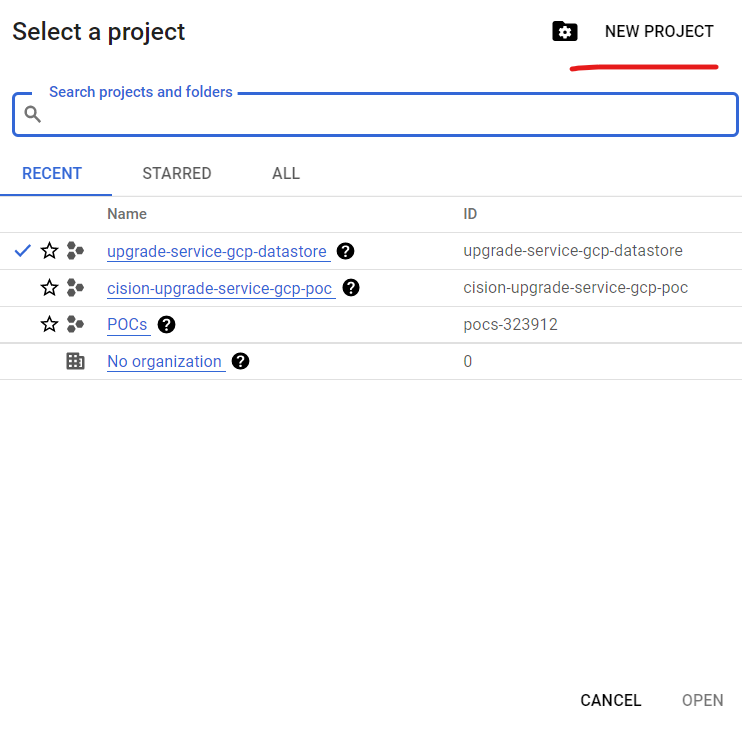 Select a project
NEW PROJECT
Search projects and folders
RECENT STARRED ALL
Name ID
upgrade-service-gcp-datastore ? upgrade-service-gcp-datastore
cision-upgrade-service-gcp-poc ? cision-upgrade-service-gcp-poc
POCs ? pocs-323912
No organization ? 0
CANCEL OPEN